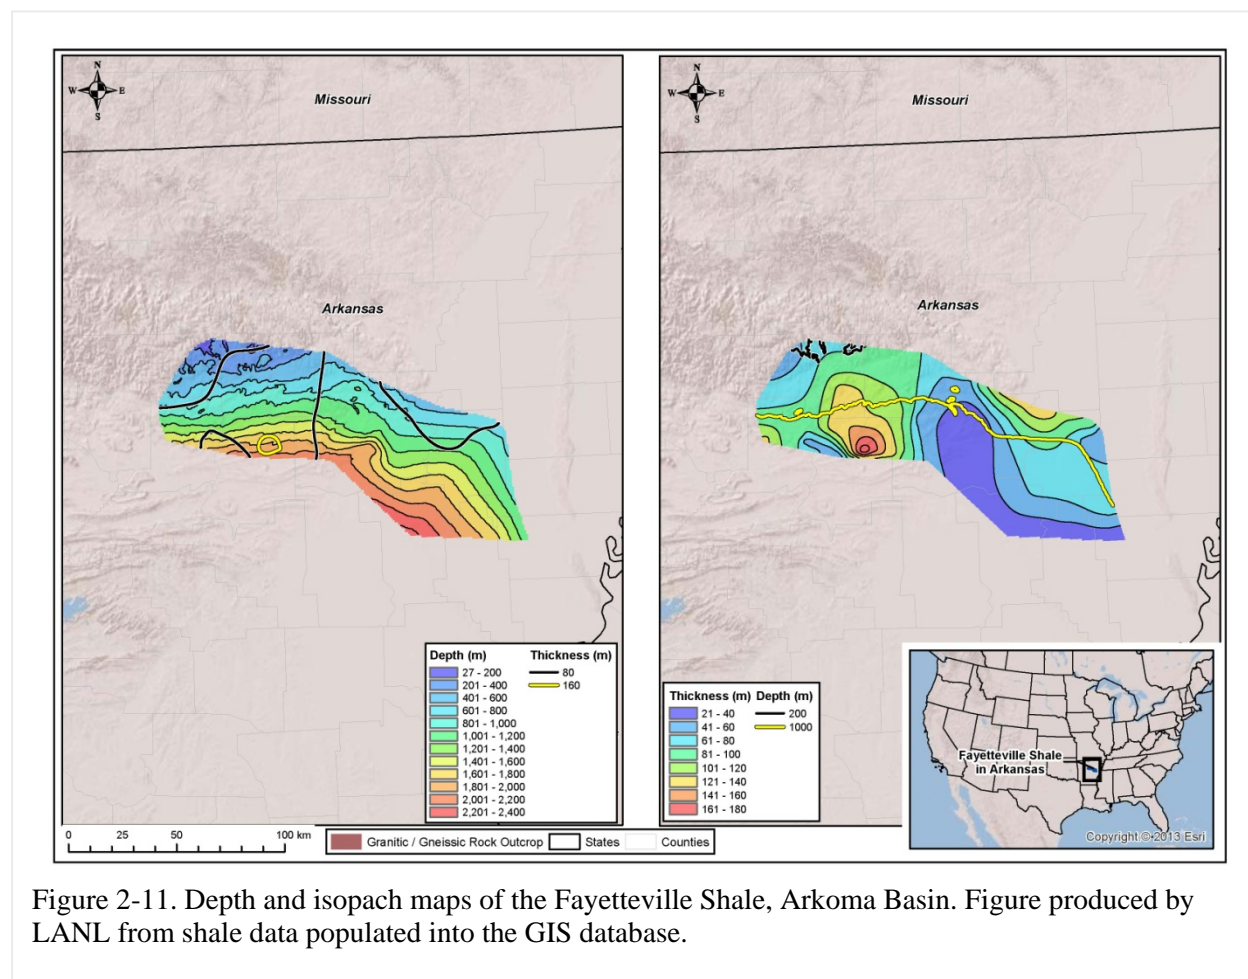 N
W E
S
Missouri
Arkansas
Depth (m) Thickness (m)
27 - 200 80
201 - 400 160
401 - 600
601 - 800
801 - 1,000
1,001 - 1,200
1,201 - 1,400
1,401 - 1,600
1,601 - 1,800
1,801 - 2,000
2,001 - 2,200
2,201 - 2,400
N
W E
S
Missouri
Arkansas
Thickness (m) Depth (m)
21 - 40 200
41 - 60 1000
61 - 80
81 - 100
101 - 120
121 - 140
141 - 160
161 - 180
Fayetteville Shale
in Arkansas
Copyright:© 2013 Esri
0 25 50 100 km
Granitic / Gneissic Rock Outcrop States Counties
Figure 2-11. Depth and isopach maps of the Fayetteville Shale, Arkoma Basin. Figure produced by
LANL from shale data populated into the GIS database.